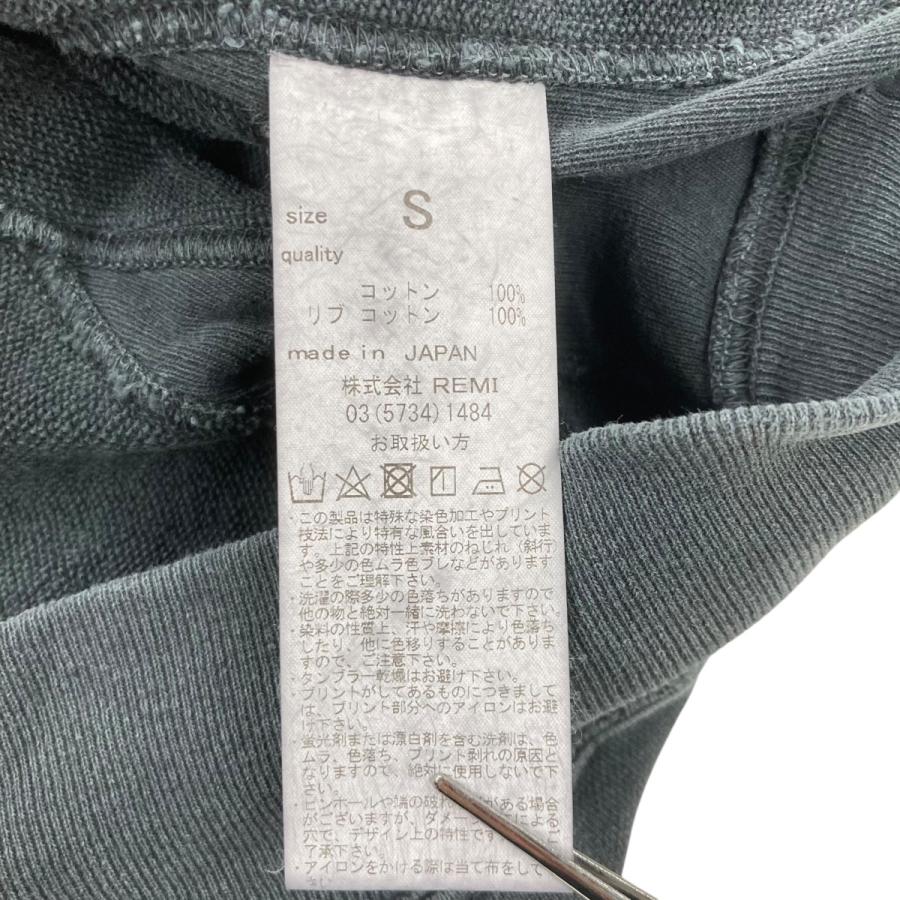 size S
quality
コットン 100%
リブ コットン 100%
made in JAPAN
株式会社 REMI
03(5734)1484
お取扱い方
・この製品は特殊な染色加工やプリント
技法により特有な風合いを出していま
す。上記の特性上素材のねじれ（斜行
や多少の色ムラ色ブレなどがあります
ことをご理解下さい。
・洗濯の際多少の色落ちがありますので
他の物と絶対一緒に洗わないで下さい。
・染料の性質上、汗や摩擦により色落ち
したり、他に色移りすることがありま
すので、ご注意下さい。
・タンブラー乾燥はお避け下さい。
・プリントがしてあるものにつきまして
は、プリント部分へのアイロンはお避
け下さい。
・蛍光剤または漂白剤を含む洗剤は、色
ムラ、色落ち、プリント剥れの原因と
なりますので、絶対に使用しないで下
さい。
・ピンホールや端の破れ がある場合
がございますが、ダメージ による
穴で、デザイン上の特性です
了承下さい。
・アイロンをかける際は当て布をして
さい